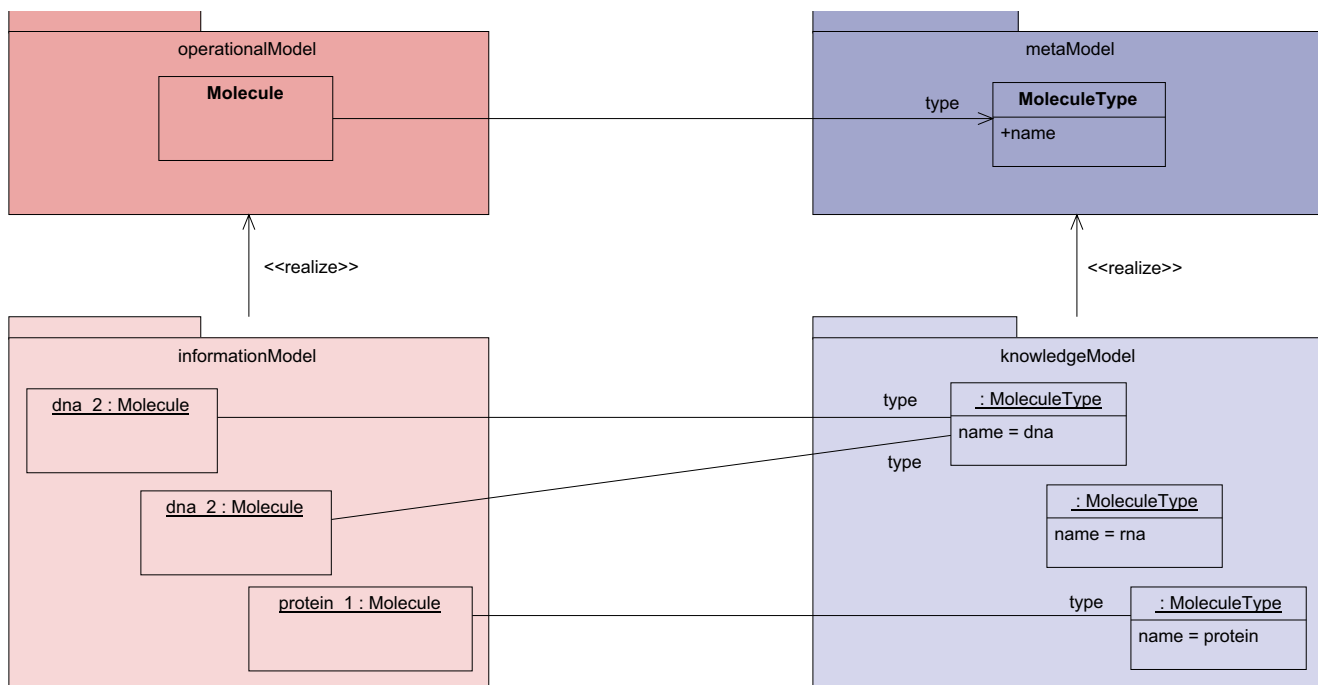 operationalModel
Molecule
metaModel
type
MoleculeType
+name
<<realize>>
<<realize>>
informationModel
dna_2 : Molecule
dna_2 : Molecule
protein_1 : Molecule
knowledgeModel
type
: MoleculeType
name = dna
type
: MoleculeType
name = rna
type
: MoleculeType
name = protein